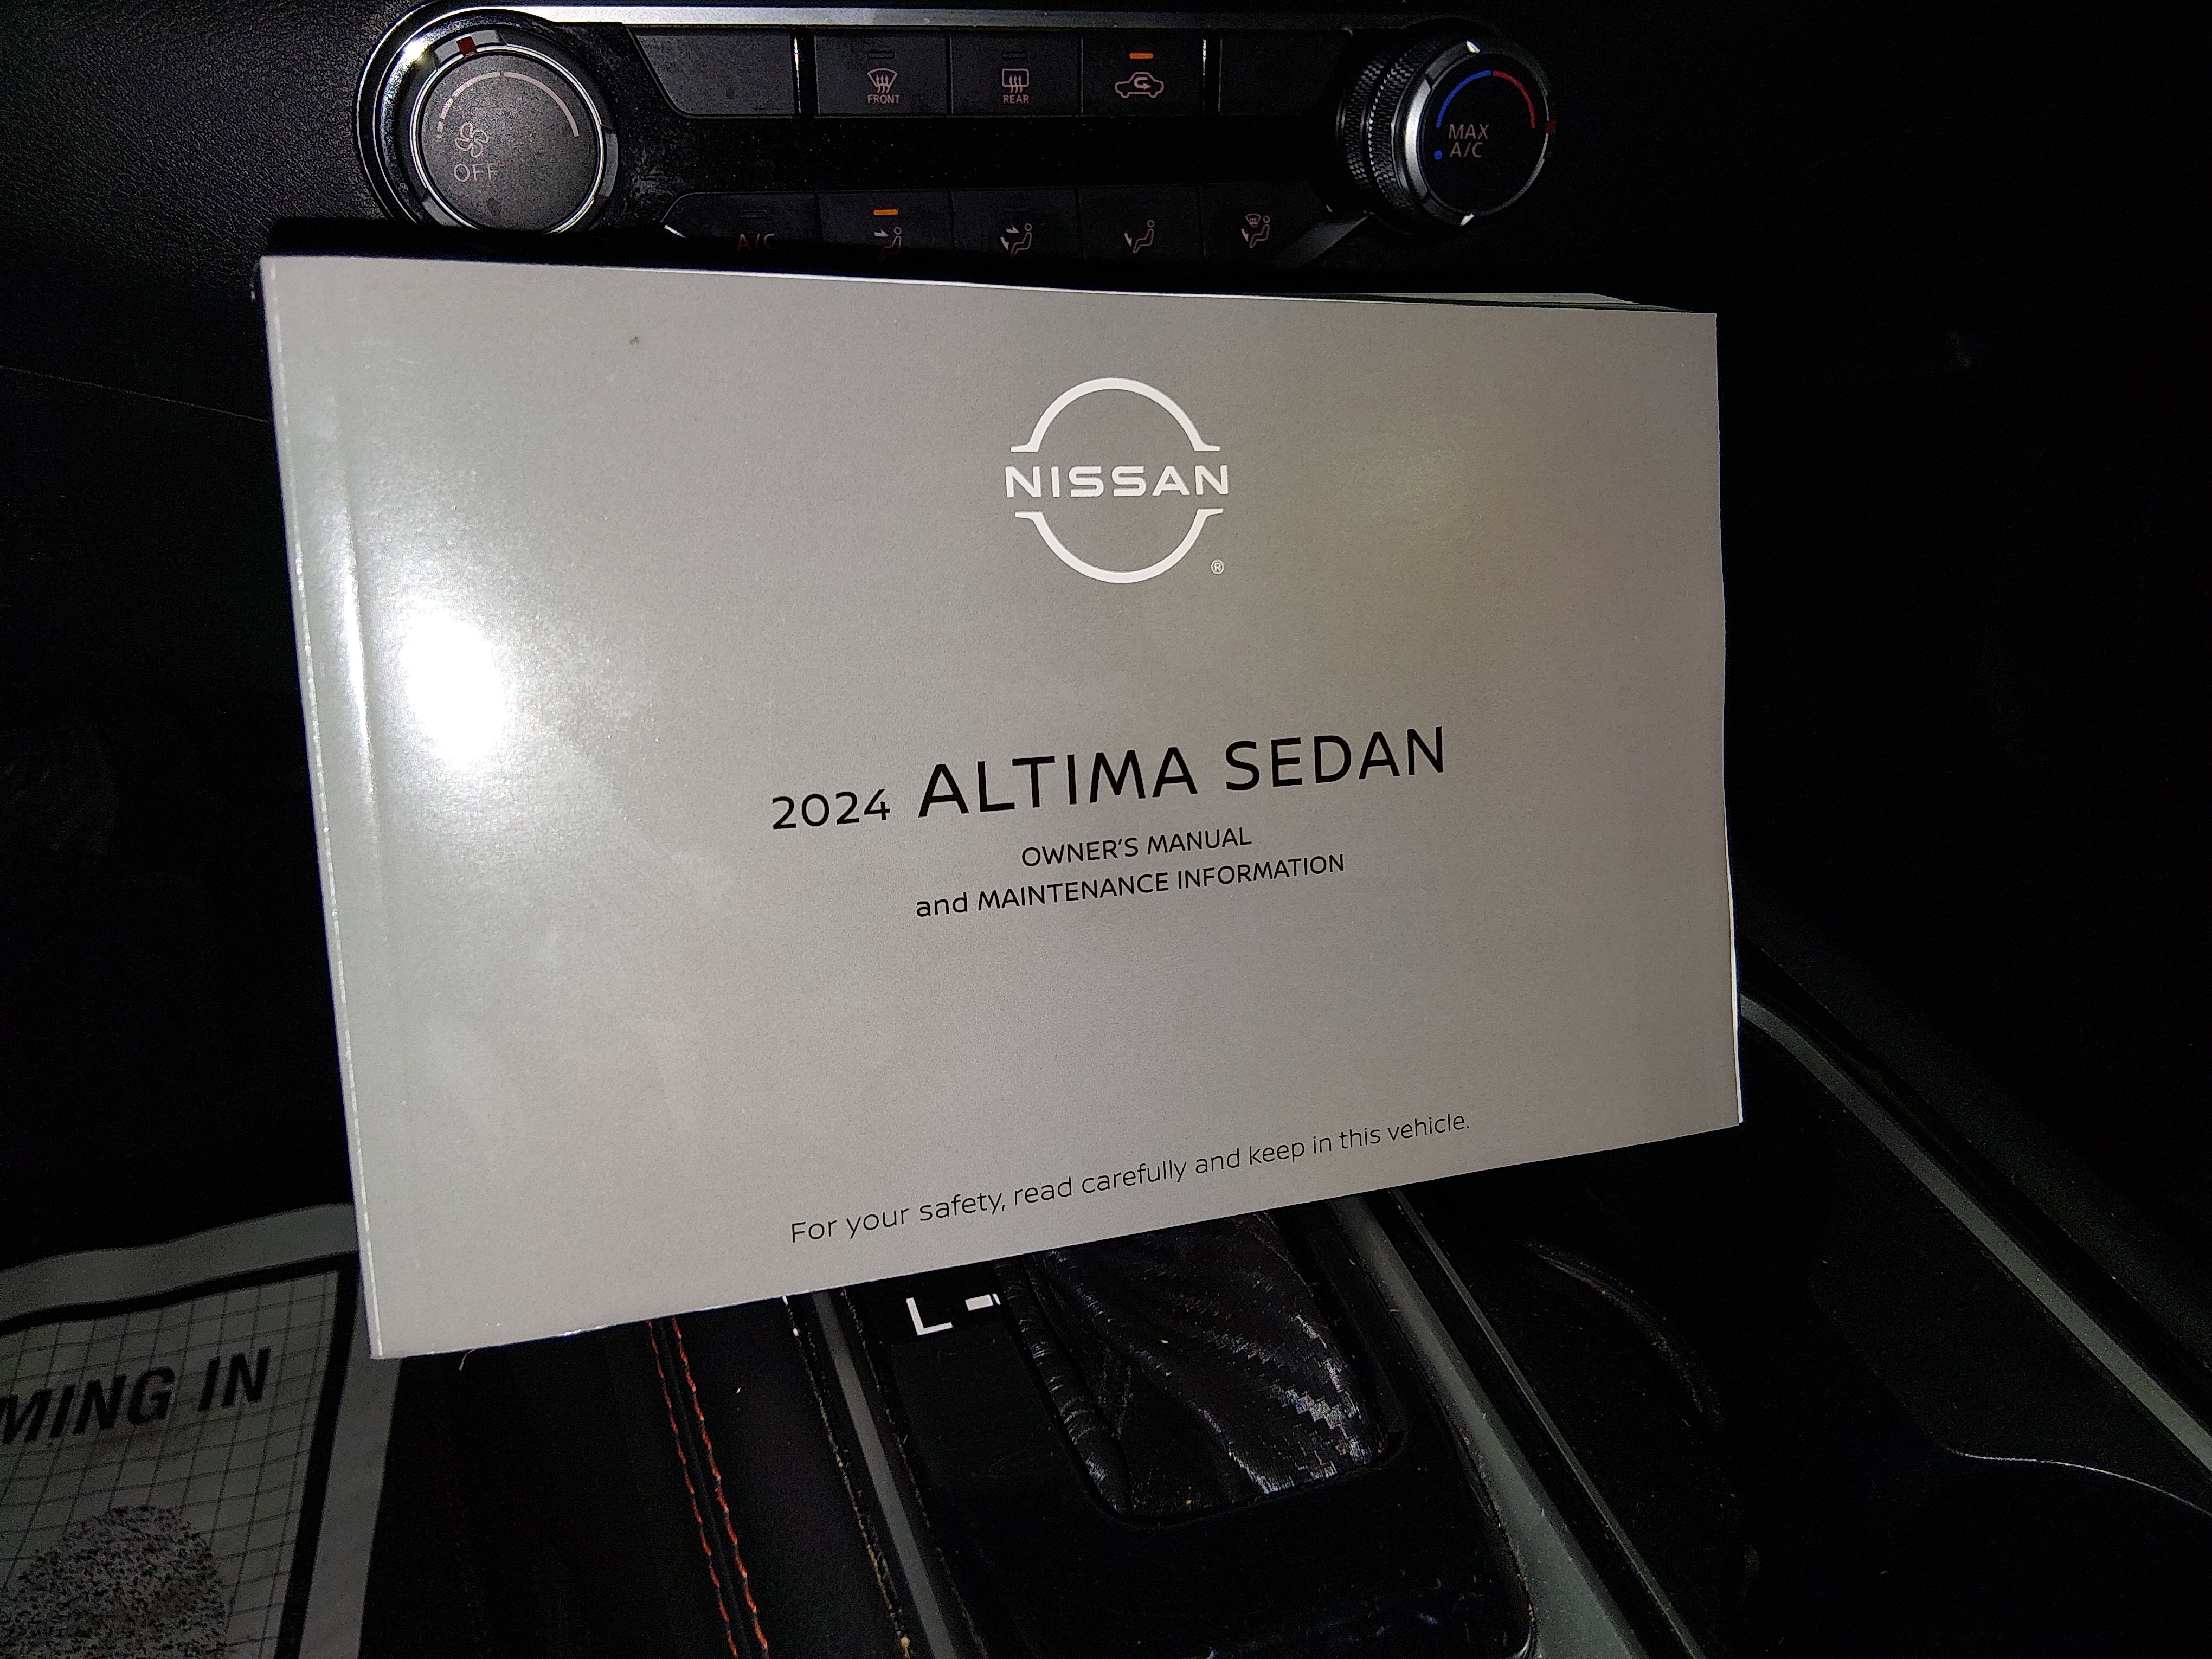 FRONT
REAR
OFF
MAX
A/C
A/C
NISSAN
®
2024 ALTIMA SEDAN
OWNER'S MANUAL
and MAINTENANCE INFORMATION
For your safety, read carefully and keep in this vehicle.
L
MING IN